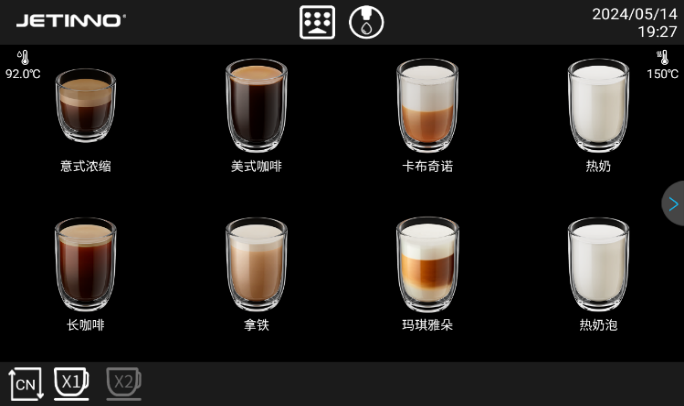 JETINNO
2024/05/14
19:27
92.0℃
150℃
意式浓缩
美式咖啡
卡布奇诺
热奶
长咖啡
拿铁
玛琪雅朵
热奶泡
CN
X1
X2